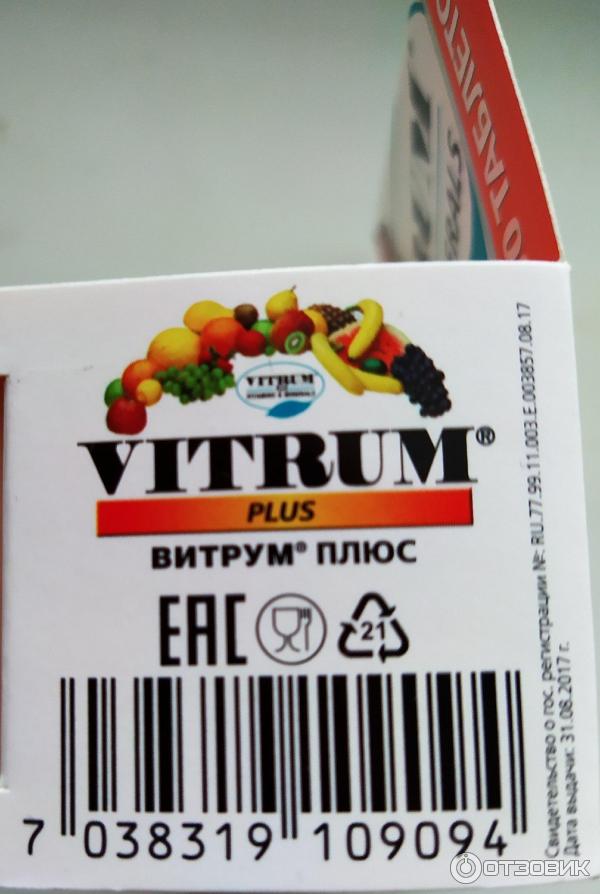 Ю ТАБЛЕТО
VITRUM
VITRUM®
PLUS
ВИТРУМ® ПЛЮС
EAC
21
7 038319 109094
Свидетельство о гос. регистрации №: RU.77.99.11.003.E.003857.08.17
Дата выдачи: 31.08.2017 г.
ОТЗОВИК